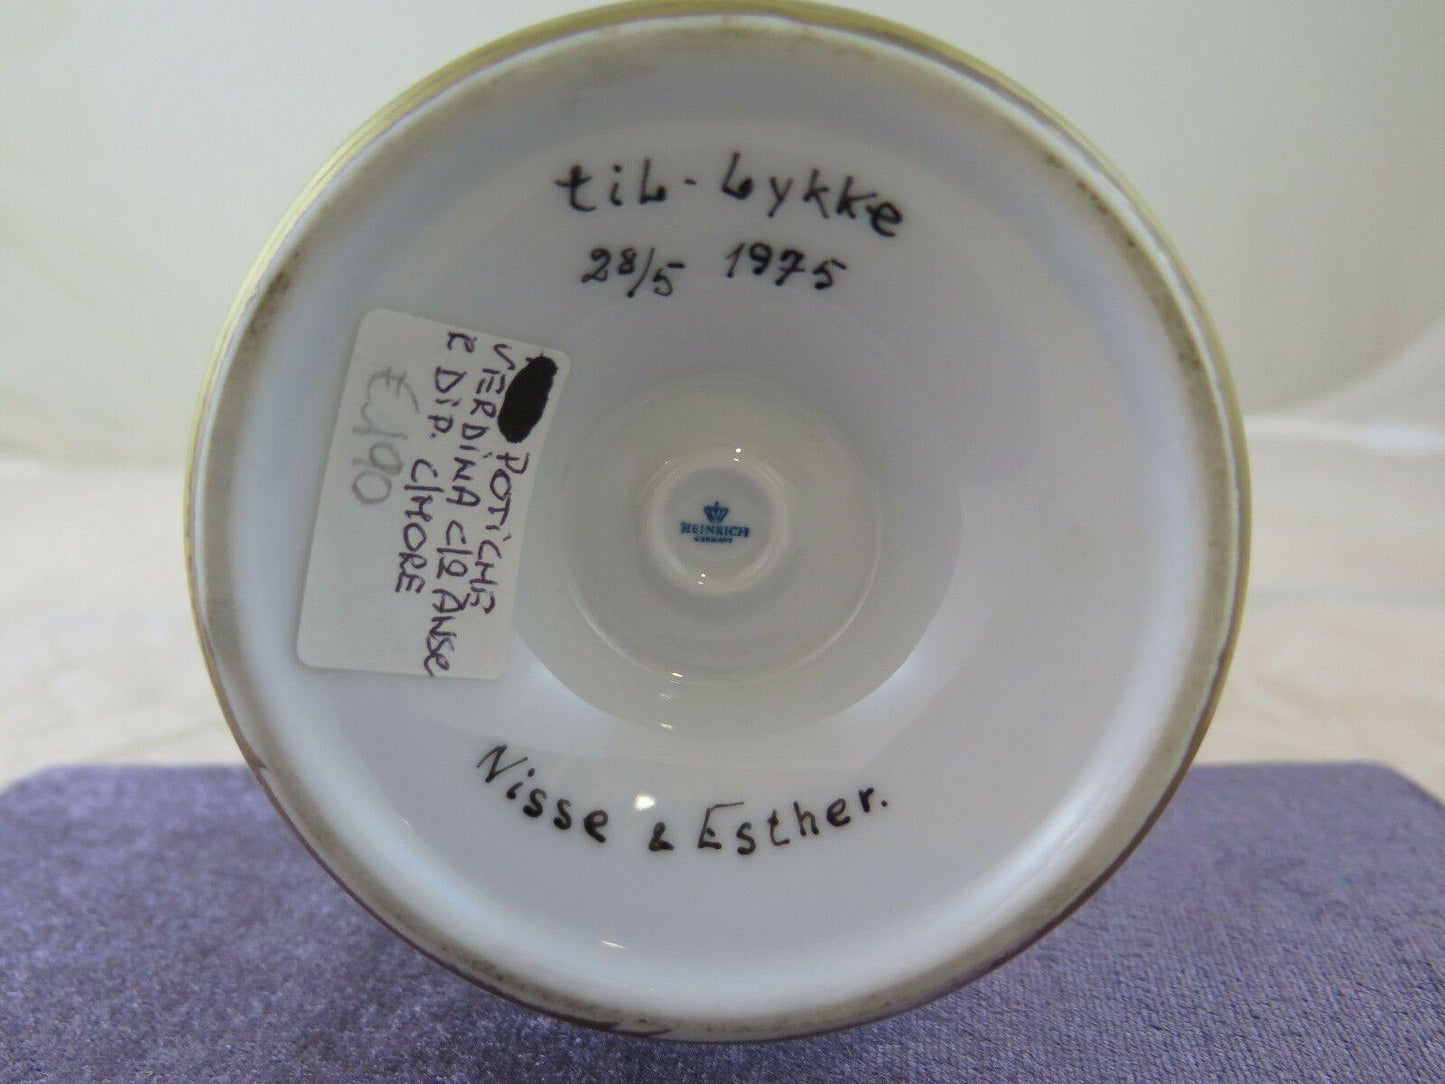 til-Lykke
28/5 1975
POTiCHE
VERDiNA C/2 ANSE
E DiP. C/MORE
€ 190
HEINRICH
GERMANY
Nisse & Esther.